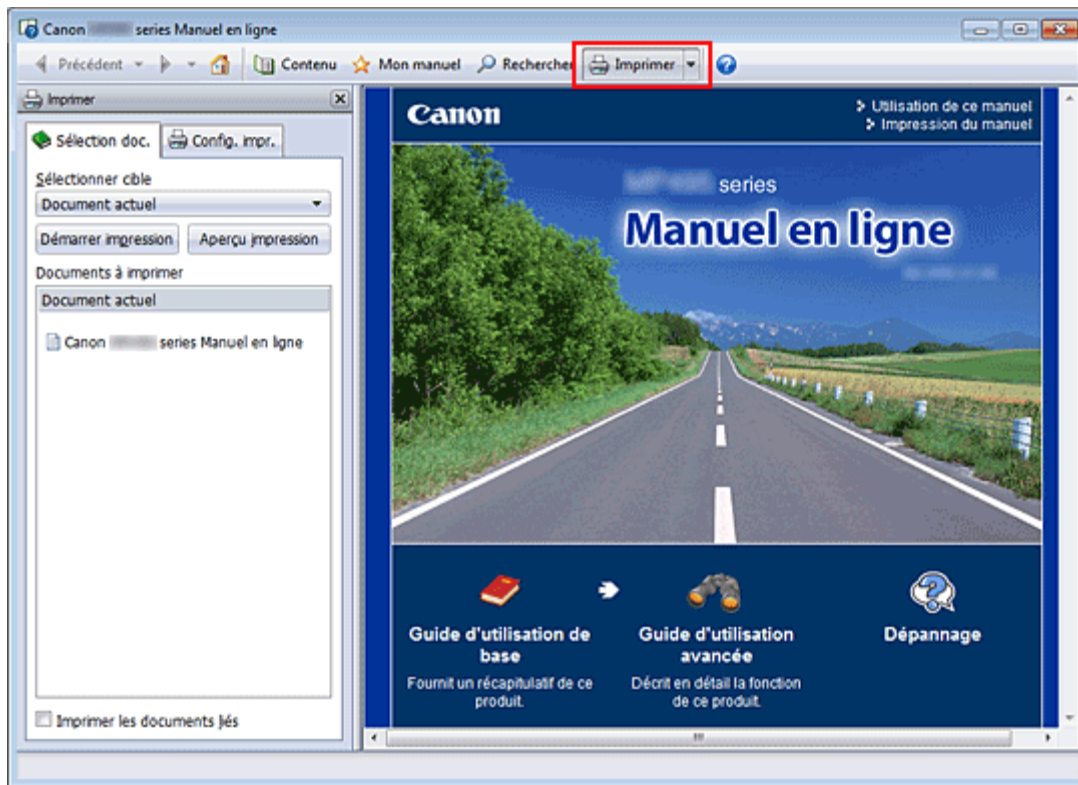 Canon series Manuel en ligne
Précédent Contenu Mon manuel Rechercher Imprimer
Imprimer
Sélection doc. Config. impr.
Sélectionner cible
Document actuel
Démarrer impression Aperçu impression
Documents à imprimer
Document actuel
Canon series Manuel en ligne
Imprimer les documents liés
Canon
Utilisation de ce manuel
Impression du manuel
series
Manuel en ligne
Guide d'utilisation de
base
Fournit un récapitulatif de ce
produit.
Guide d'utilisation
avancée
Décrit en détail la fonction
de ce produit.
Dépannage